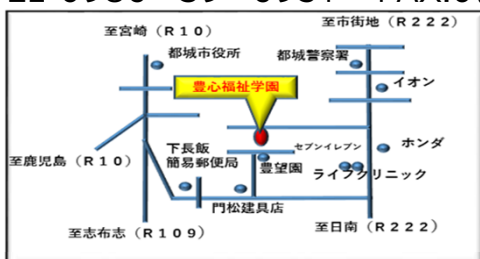 至宮崎（R10）
至市街地（R222）
都城市役所
都城警察署
イオン
豊心福祉学園
セブンイレブン
ホンダ
下長飯
簡易郵便局
豊望園
ライフクリニック
至鹿児島（R10）
門松建具店
至志布志（R109）
至日南（R222）